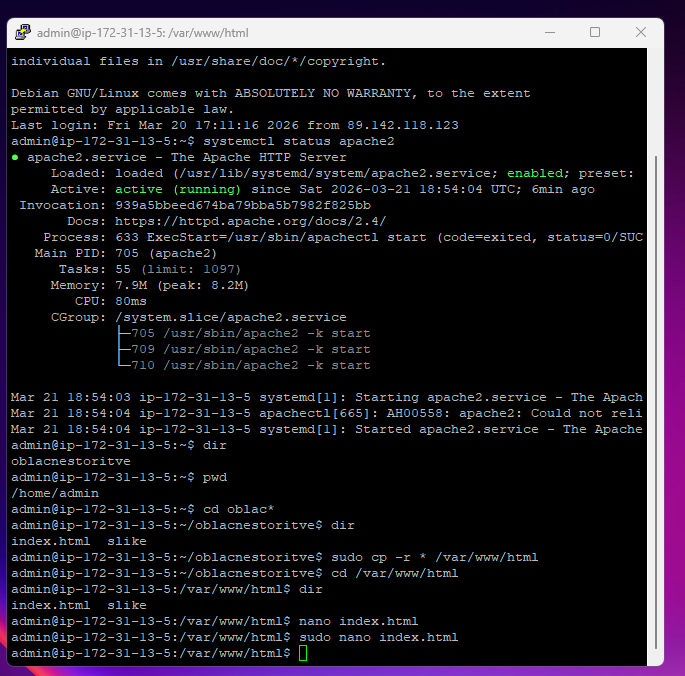 admin@ip-172-31-13-5: /var/www/html
individual files in /usr/share/doc/*/copyright.
Debian GNU/Linux comes with ABSOLUTELY NO WARRANTY, to the extent
permitted by applicable law.
Last login: Fri Mar 20 17:11:16 2026 from 89.142.118.123
admin@ip-172-31-13-5:~$ systemctl status apache2
● apache2.service - The Apache HTTP Server
Loaded: loaded (/usr/lib/systemd/system/apache2.service; enabled; preset:
Active: active (running) since Sat 2026-03-21 18:54:04 UTC; 6min ago
Invocation: 939a5bbeed674ba79bba5b7982f825bb
Docs: https://httpd.apache.org/docs/2.4/
Process: 633 ExecStart=/usr/sbin/apachectl start (code=exited, status=0/SUC
Main PID: 705 (apache2)
Tasks: 55 (limit: 1097)
Memory: 7.9M (peak: 8.2M)
CPU: 80ms
CGroup: /system.slice/apache2.service
├─705 /usr/sbin/apache2 -k start
├─709 /usr/sbin/apache2 -k start
└─710 /usr/sbin/apache2 -k start
Mar 21 18:54:03 ip-172-31-13-5 systemd[1]: Starting apache2.service - The Apach
Mar 21 18:54:04 ip-172-31-13-5 apachectl[665]: AH00558: apache2: Could not reli
Mar 21 18:54:04 ip-172-31-13-5 systemd[1]: Started apache2.service - The Apache
admin@ip-172-31-13-5:~$ dir
oblacnestoritve
admin@ip-172-31-13-5:~$ pwd
/home/admin
admin@ip-172-31-13-5:~$ cd oblac*
admin@ip-172-31-13-5:~/oblacnestoritve$ dir
index.html  slike
admin@ip-172-31-13-5:~/oblacnestoritve$ sudo cp -r * /var/www/html
admin@ip-172-31-13-5:~/oblacnestoritve$ cd /var/www/html
admin@ip-172-31-13-5:/var/www/html$ dir
index.html  slike
admin@ip-172-31-13-5:/var/www/html$ nano index.html
admin@ip-172-31-13-5:/var/www/html$ sudo nano index.html
admin@ip-172-31-13-5:/var/www/html$